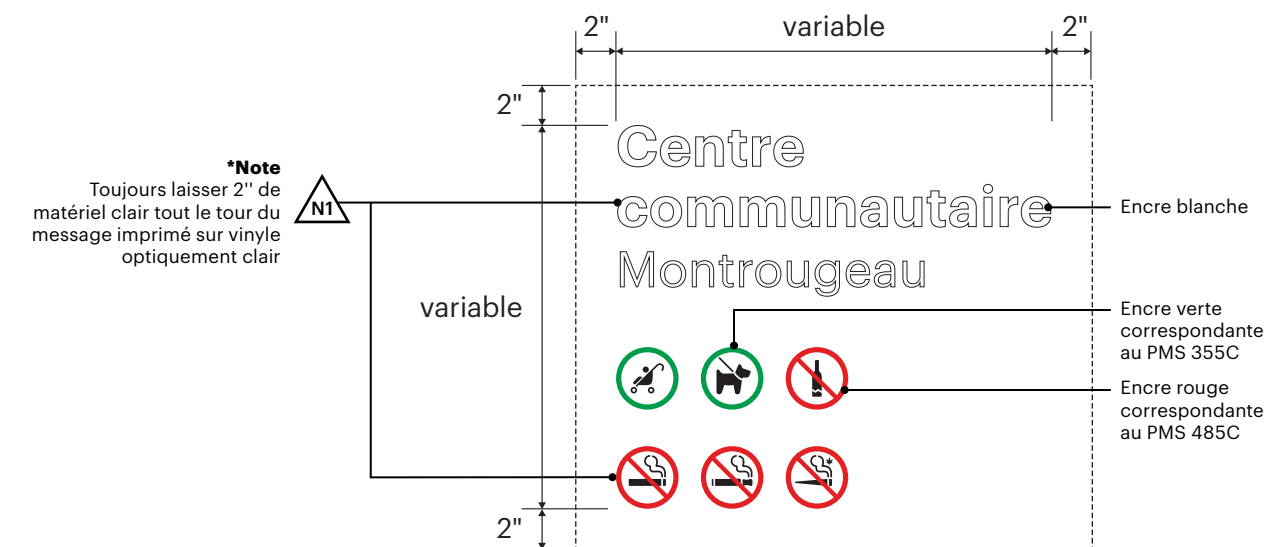 2"
variable
2"
2"
*Note
Toujours laisser 2'' de
matériel clair tout le tour du
message imprimé sur vinyle
optiquement clair
N1
Centre
communautaire
Montrougeau
Encre blanche
variable
Encre verte
correspondante
au PMS 355C
Encre rouge
correspondante
au PMS 485C
2"